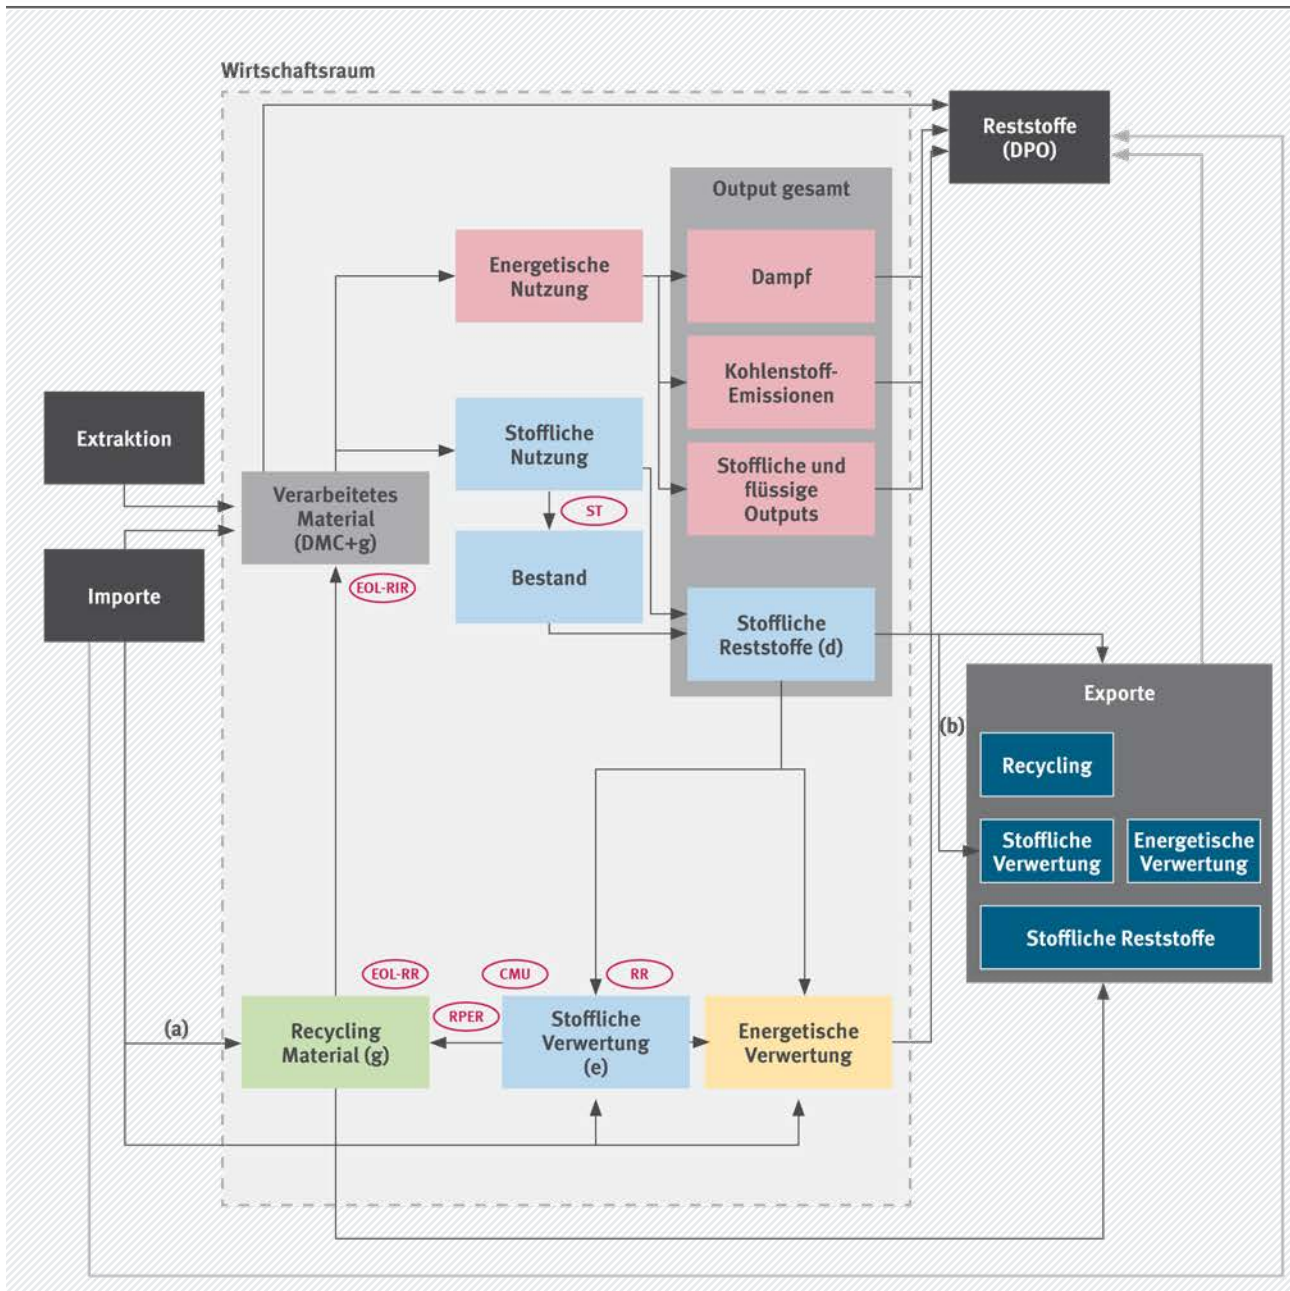 Wirtschaftsraum
Reststoffe
(DPO)
Output gesamt
Energetische
Nutzung
Dampf
Kohlenstoff-
Emissionen
Extraktion
Stoffliche
Nutzung
Stoffliche und
flüssige
Outputs
Verarbeitetes
Material
(DMC+g)
ST
Importe
EOL-RIR
Bestand
Stoffliche
Reststoffe (d)
Exporte
(b)
Recycling
Stoffliche
Verwertung
Energetische
Verwertung
Stoffliche Reststoffe
EOL-RR
CMU
RR
RPER
(a)
Recycling
Material (g)
Stoffliche
Verwertung
(e)
Energetische
Verwertung